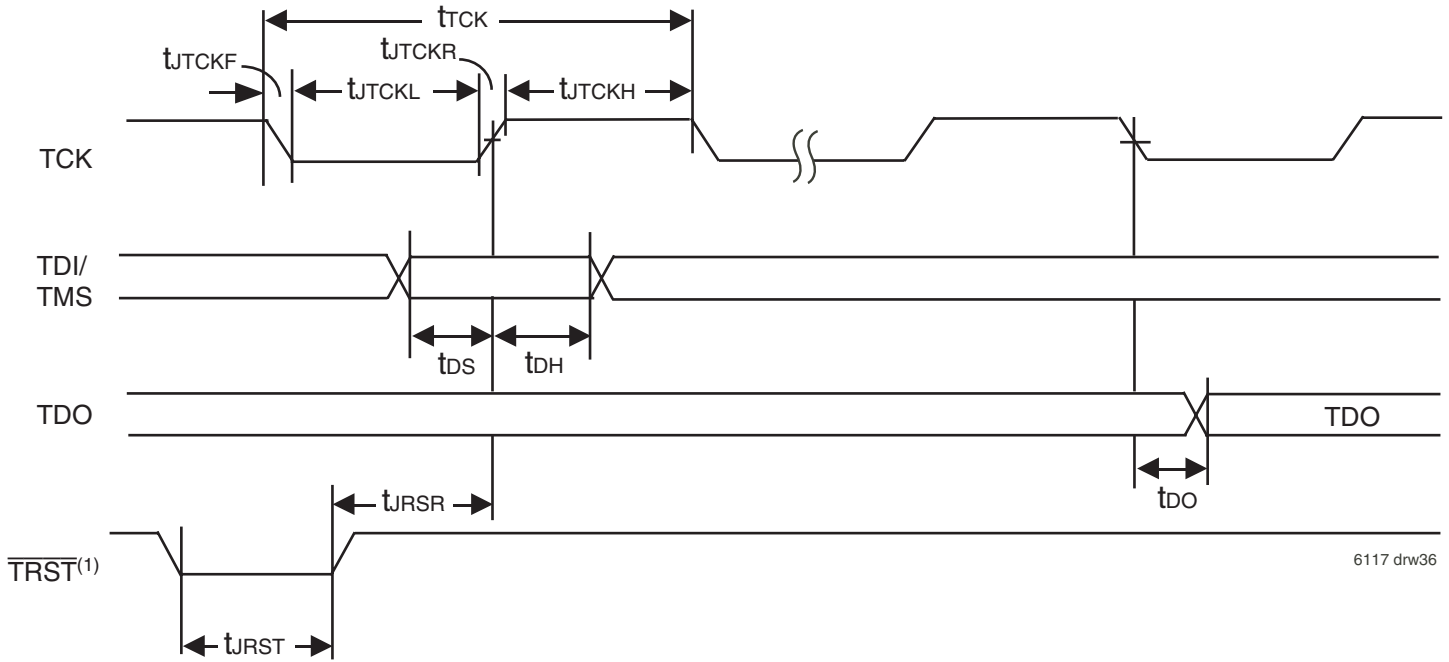 tTCK
tJTCKF
tJTCKR
tJTCKL
tJTCKH
TCK
TDI/
TMS
tDS
tDH
TDO
TDO
tDO
tJRSR
TRST(1)
6117 drw36
tJRST